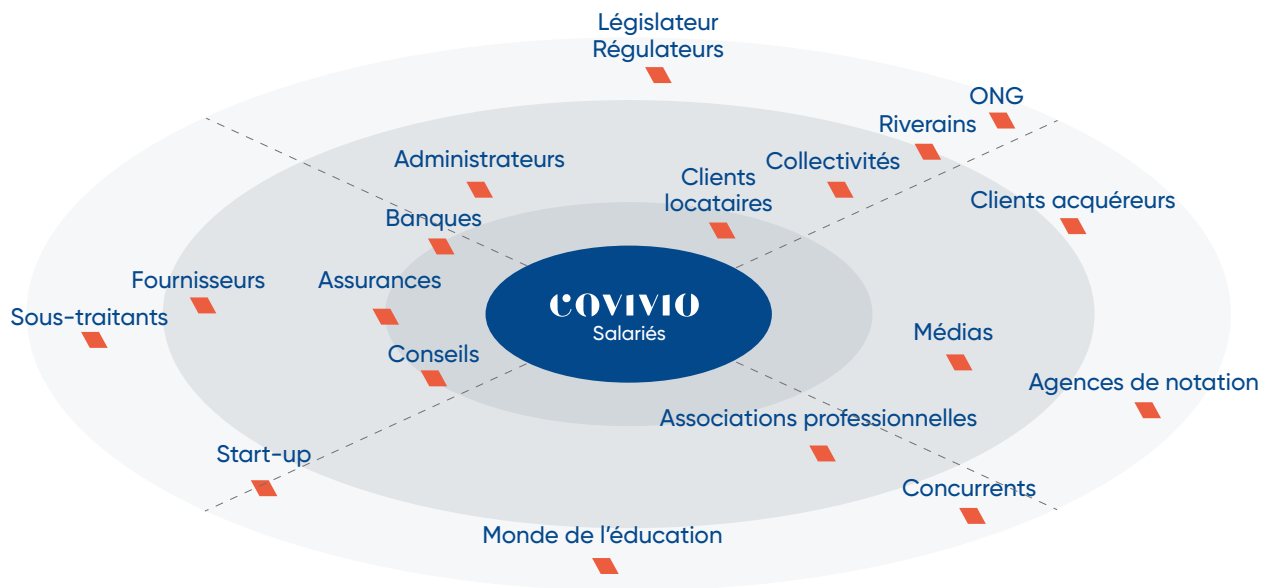 Législateur
Régulateurs
ONG
Riverains
Administrateurs
Collectivités
Clients
locataires
Clients acquéreurs
Banques
Fournisseurs
Assurances
COVIVIO
Salariés
Sous-traitants
Médias
Conseils
Agences de notation
Associations professionnelles
Start-up
Concurrents
Monde de l'éducation